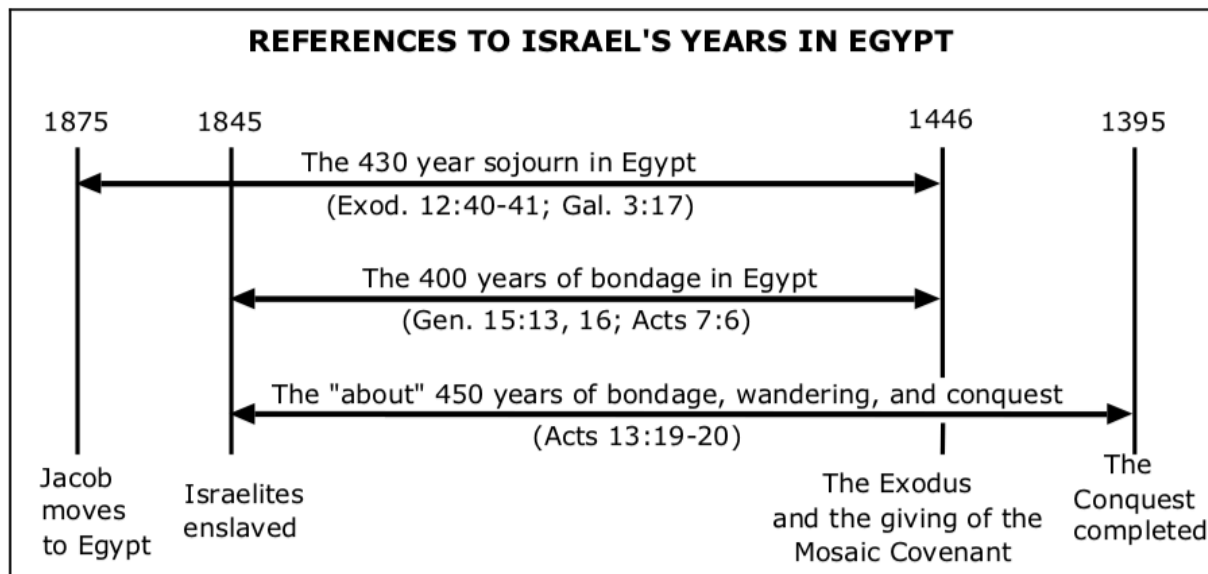 REFERENCES TO ISRAEL'S YEARS IN EGYPT
1875 1845 1446 1395
The 430 year sojourn in Egypt
(Exod. 12:40-41; Gal. 3:17)
The 400 years of bondage in Egypt
(Gen. 15:13, 16; Acts 7:6)
The "about" 450 years of bondage, wandering, and conquest
(Acts 13:19-20)
Jacob
moves
to Egypt
Israelites
enslaved
The Exodus
and the giving of the
Mosaic Covenant
The
Conquest
completed